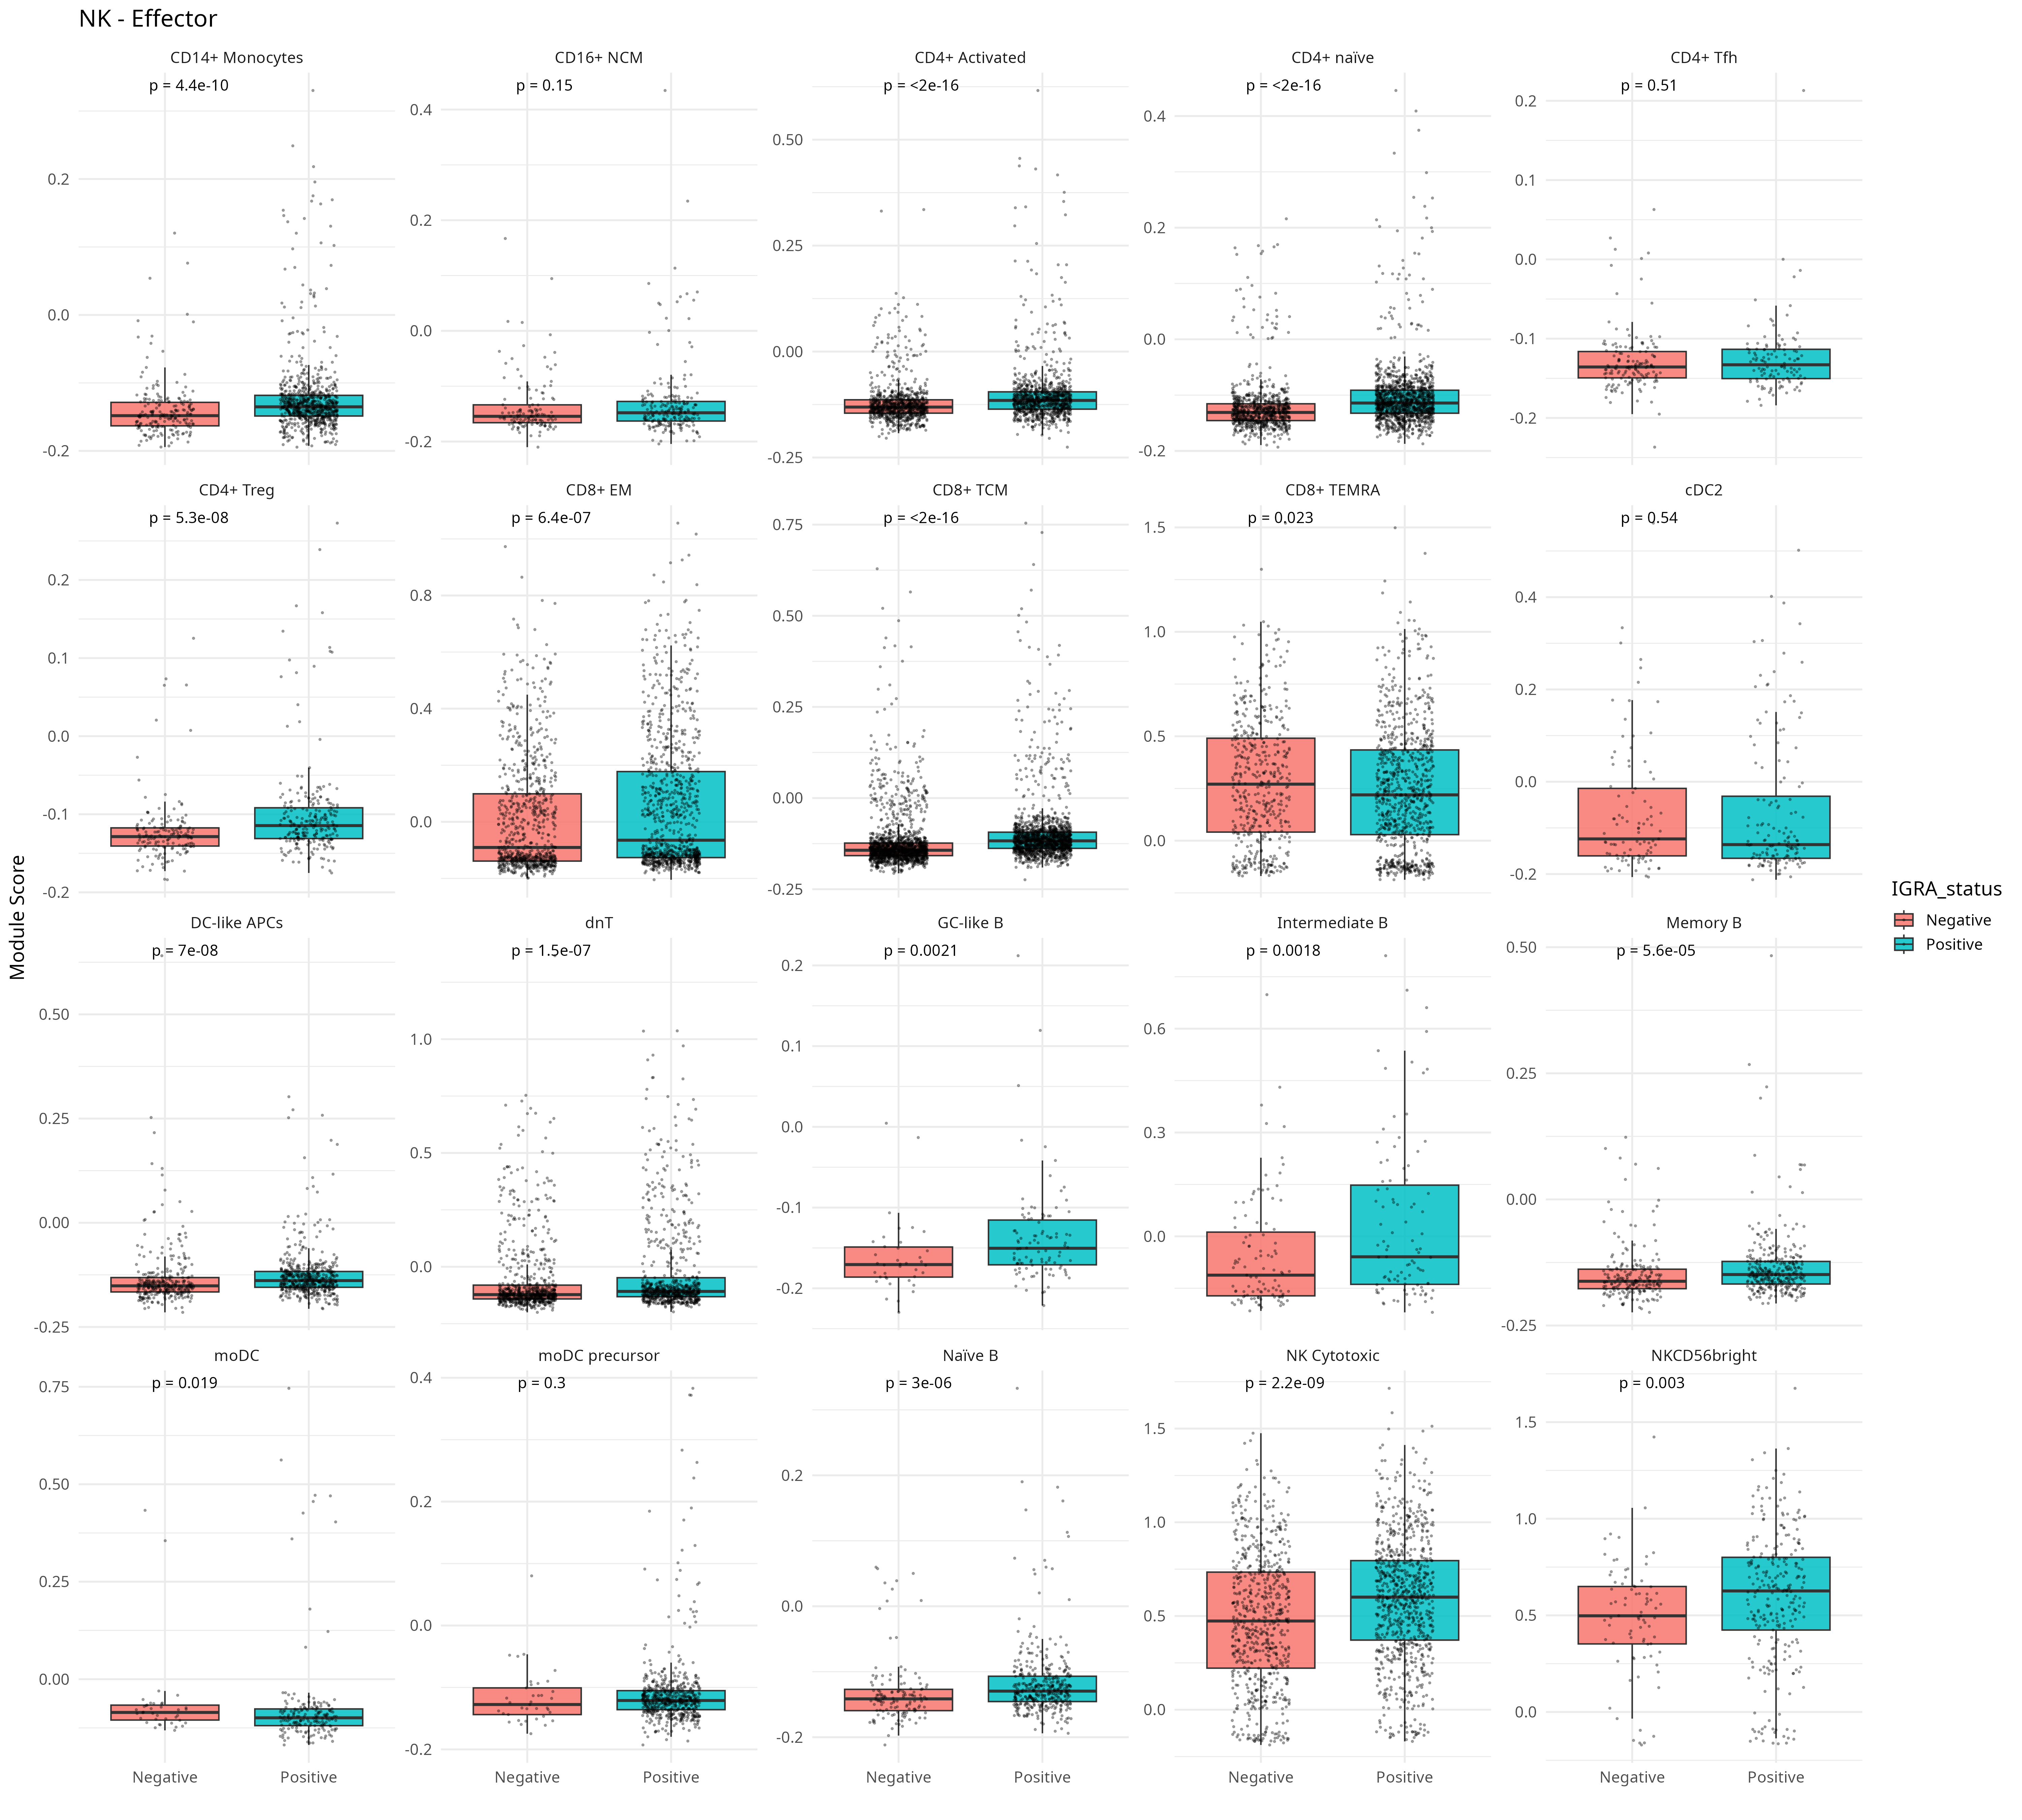 NK - Effector
CD14+ Monocytes
CD16+ NCM
CD4+ Activated
CD4+ naïve
CD4+ Tfh
p = 4.4e-10
p = 0.15
p = <2e-16
p = <2e-16
p = 0.51
0.2
0.0
-0.2
0.4
0.2
0.0
-0.2
0.50
0.25
0.00
-0.25
0.4
0.2
0.0
-0.2
0.2
0.1
0.0
-0.1
-0.2
CD4+ Treg
CD8+ EM
CD8+ TCM
CD8+ TEMRA
cDC2
p = 5.3e-08
p = 6.4e-07
p = <2e-16
p = 0.023
p = 0.54
0.2
0.1
0.0
-0.1
-0.2
0.8
0.4
0.0
0.75
0.50
0.25
0.00
-0.25
1.5
1.0
0.5
0.0
0.4
0.2
0.0
-0.2
Module Score
DC-like APCs
dnT
GC-like B
Intermediate B
Memory B
p = 7e-08
p = 1.5e-07
p = 0.0021
p = 0.0018
p = 5.6e-05
0.50
0.25
0.00
-0.25
1.0
0.5
0.0
0.2
0.1
0.0
-0.1
-0.2
0.6
0.3
0.0
0.50
0.25
0.00
-0.25
IGRA_status
Negative
Positive
moDC
moDC precursor
Naïve B
NK Cytotoxic
NKCD56bright
p = 0.019
p = 0.3
p = 3e-06
p = 2.2e-09
p = 0.003
0.75
0.50
0.25
0.00
0.4
0.2
0.0
-0.2
0.2
0.0
-0.2
1.5
1.0
0.5
0.0
1.5
1.0
0.5
0.0
Negative
Positive
Negative
Positive
Negative
Positive
Negative
Positive
Negative
Positive